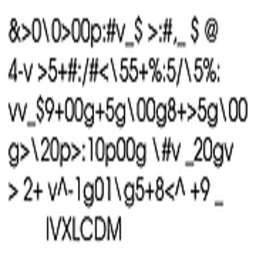 &>0\0>00p:#v_$ >:#,_ $ @
4-v >5+#:/#<\55+%:5/\5%:
vv_$9+00g+5g\00g8+>5g\00
g>\20p>:10p00g \#v _20gv
> 2+ v^-1g01\g5+8<^ +9 _
IVXLCDM